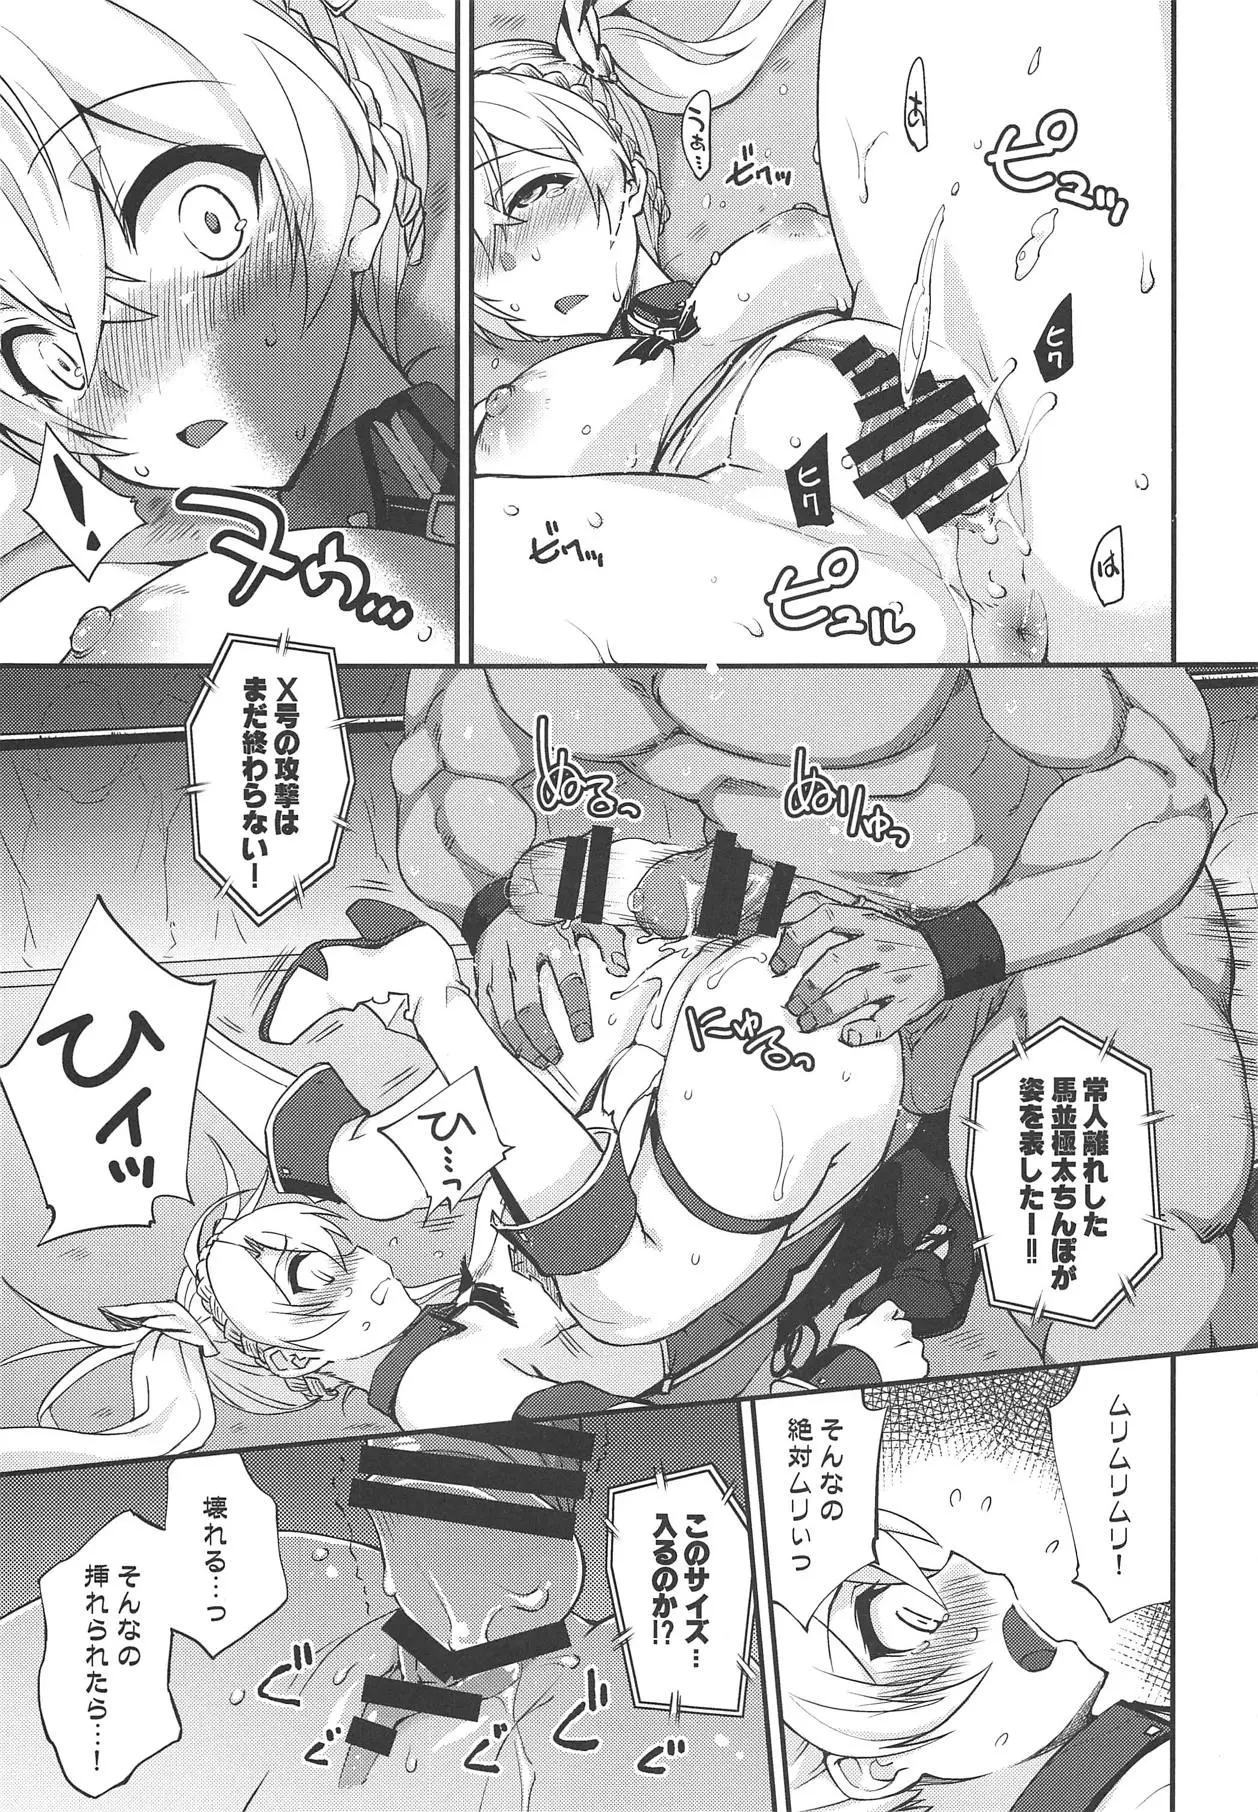 ピュッ
あ
うぁ…
ビクッ
ヒク
ヒク
は
ビクッ
ピュル
！
ヌゥゥ…
X号の攻撃は
まだ終わらない！
ぬりゅっ
ぬるっ
にゅるっ
常人離れした
馬並極太ちんぽが
姿を表したー!!
ひ…っ
ひイッ
ムリムリムリ！
そんなの
絶対ムリぃっ
このサイズ…
入るのか!?
壊れる…っ
そんなの
挿れられたら…！
ぐ
ぐ
ぐ
ぐ